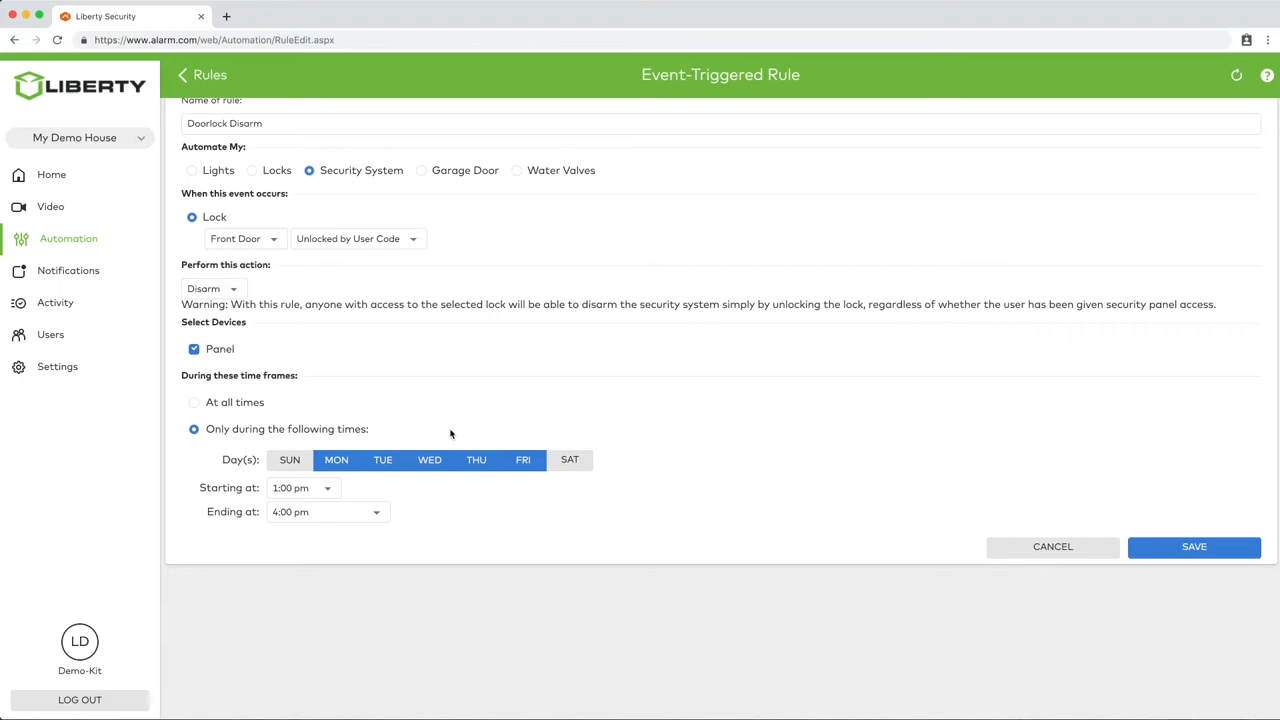 Liberty Security
https://www.alarm.com/web/Automation/RuleEdit.aspx
LIBERTY
Rules
Event-Triggered Rule
My Demo House
Home
Video
Automation
Notifications
Activity
Users
Settings
Name of rule:
Doorlock Disarm
Automate My:
Lights Locks Security System Garage Door Water Valves
When this event occurs:
Lock
Front Door Unlocked by User Code
Perform this action:
Disarm
Warning: With this rule, anyone with access to the selected lock will be able to disarm the security system simply by unlocking the lock, regardless of whether the user has been given security panel access.
Select Devices
Panel
During these time frames:
At all times
Only during the following times:
Day(s): SUN MON TUE WED THU FRI SAT
Starting at: 1:00 pm
Ending at: 4:00 pm
CANCEL SAVE
LD
Demo-Kit
LOG OUT